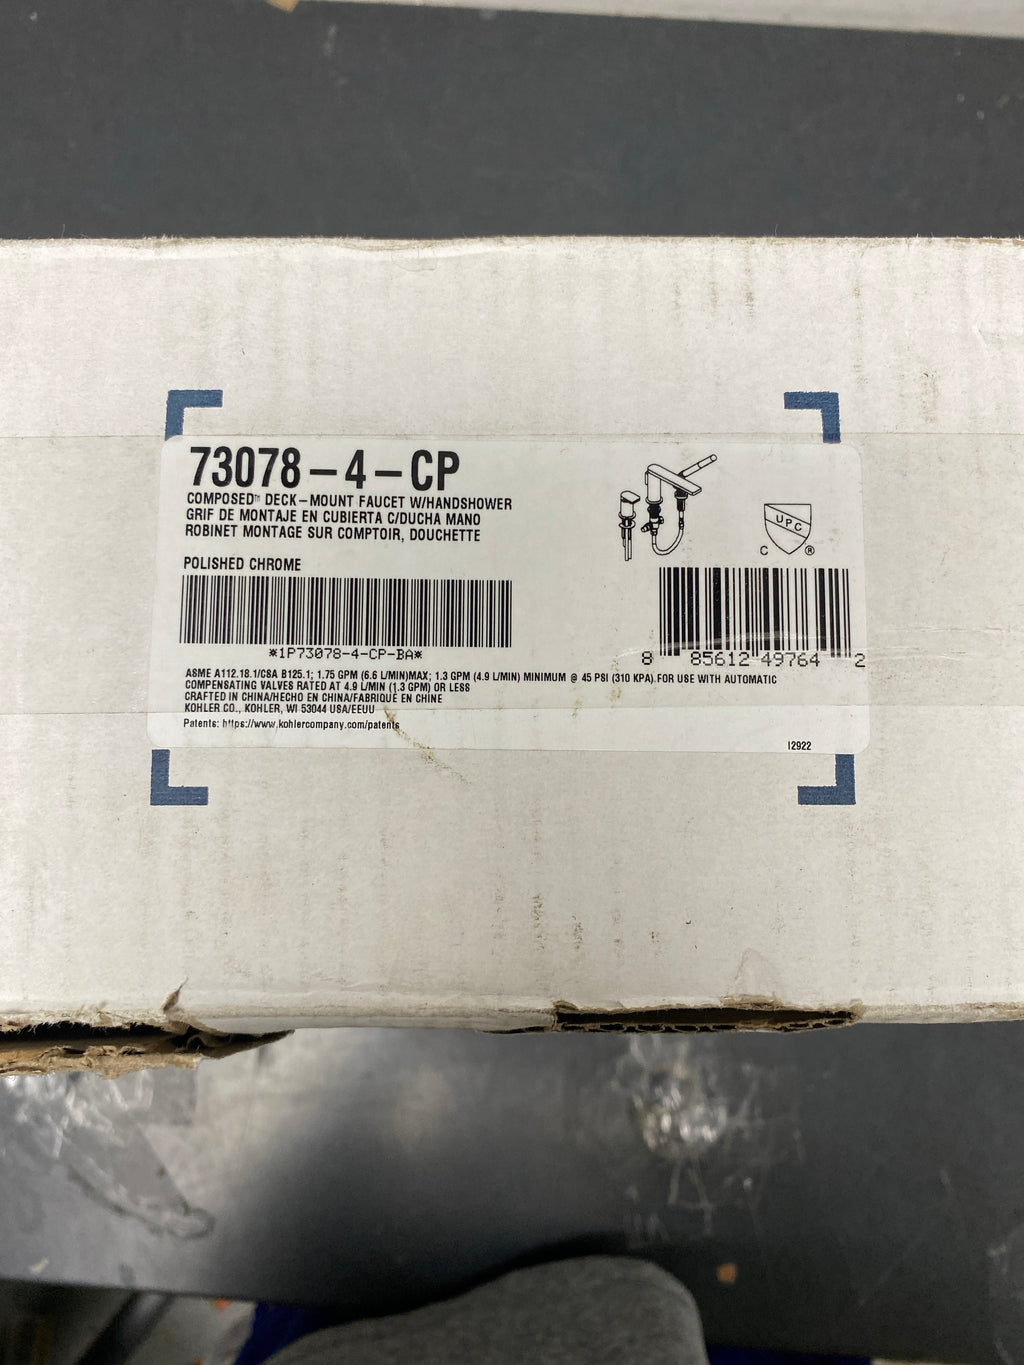 73078-4-CP
COMPOSED™ DECK-MOUNT FAUCET W/HANDSHOWER
GRIF DE MONTAJE EN CUBIERTA C/DUCHA MANO
ROBINET MONTAGE SUR COMPTOIR, DOUCHETTE
UPC
C ®
POLISHED CHROME
*1P73078-4-CP-BA*
8 85612 49764 2
ASME A112.18.1/CSA B125.1; 1.75 GPM (6.6 L/MIN)MAX; 1.3 GPM (4.9 L/MIN) MINIMUM @ 45 PSI (310 KPA).FOR USE WITH AUTOMATIC
COMPENSATING VALVES RATED AT 4.9 L/MIN (1.3 GPM) OR LESS
CRAFTED IN CHINA/HECHO EN CHINA/FABRIQUÉ EN CHINE
KOHLER CO., KOHLER, WI 53044 USA/EEUU
Patents: https://www.kohlercompany.com/patents
I2922